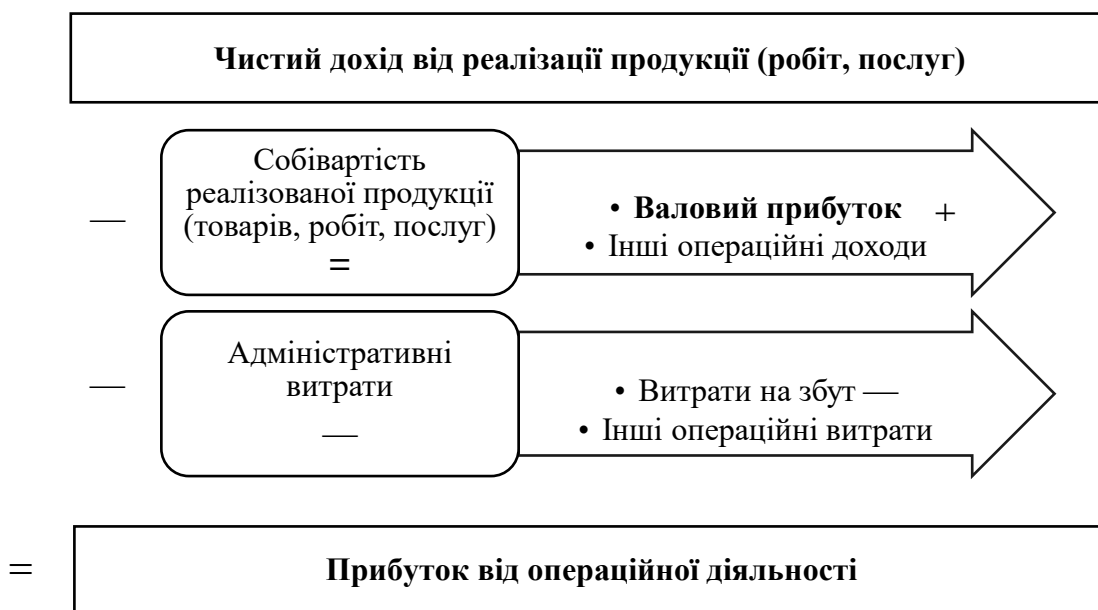 Чистий дохід від реалізації продукції (робіт, послуг)
—
Собівартість
реалізованої продукції
(товарів, робіт, послуг)
=
• Валовий прибуток +
• Інші операційні доходи
—
Адміністративні
витрати
—
• Витрати на збут —
• Інші операційні витрати
=
Прибуток від операційної діяльності